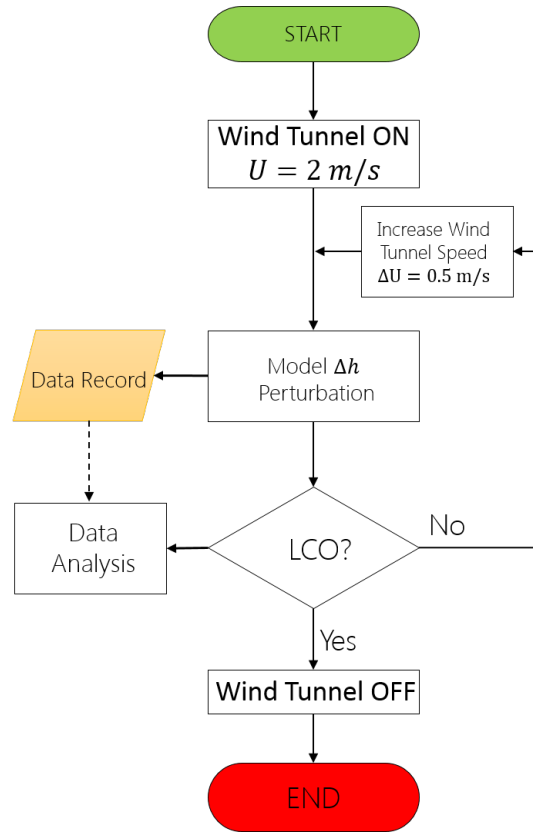 START
Wind Tunnel ON
U = 2 m/s
Increase Wind
Tunnel Speed
ΔU = 0.5 m/s
Data Record
Model Δh
Perturbation
Data
Analysis
LCO?
No
Yes
Wind Tunnel OFF
END